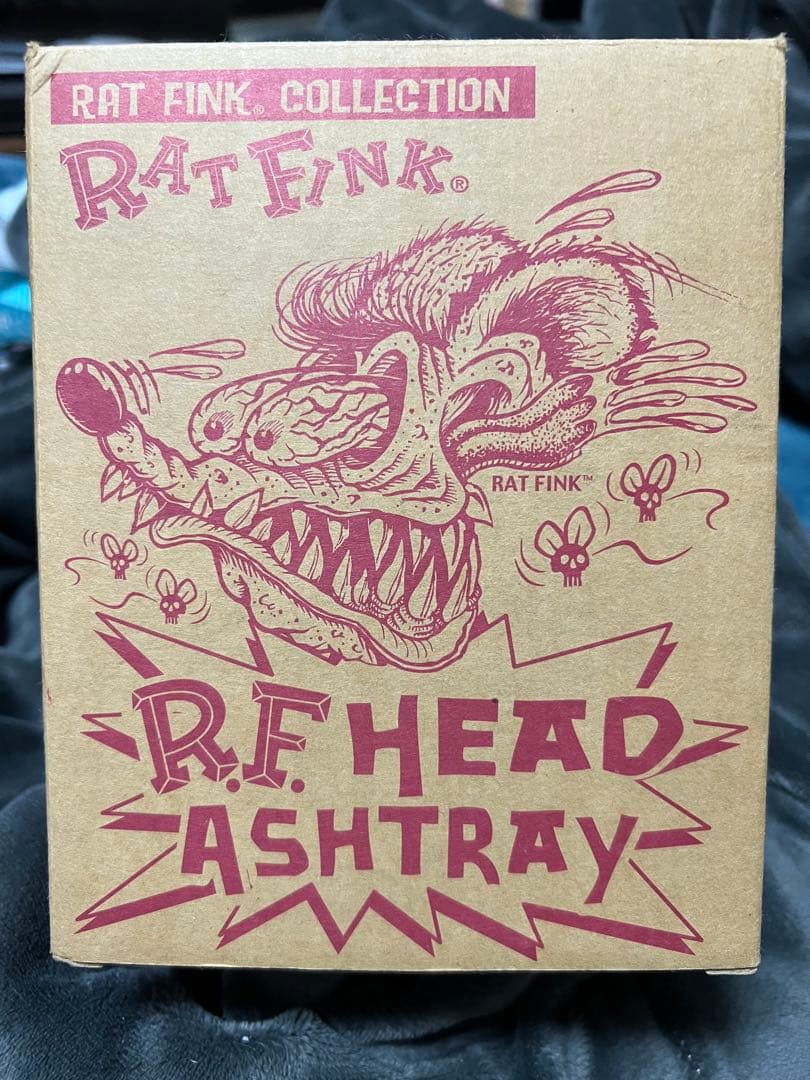 RAT FINK® COLLECTION
RAT FINK®
RAT FINK™
R.F. HEAD
ASHTRAY